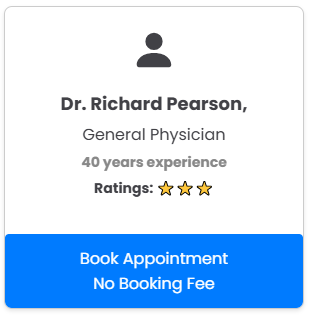 Dr. Richard Pearson,
General Physician
40 years experience
Ratings:
Book Appointment
No Booking Fee